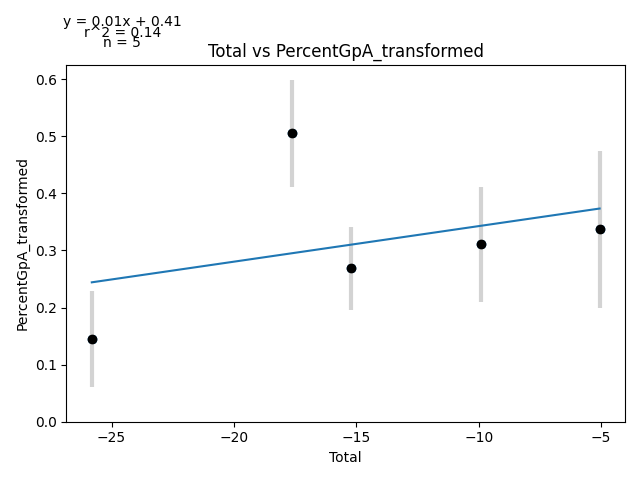 y = 0.01x + 0.41
r^2 = 0.14
n = 5
Total vs PercentGpA_transformed
0.6
0.5
0.4
0.3
0.2
0.1
0.0
PercentGpA_transformed
−25
−20
−15
−10
−5
Total